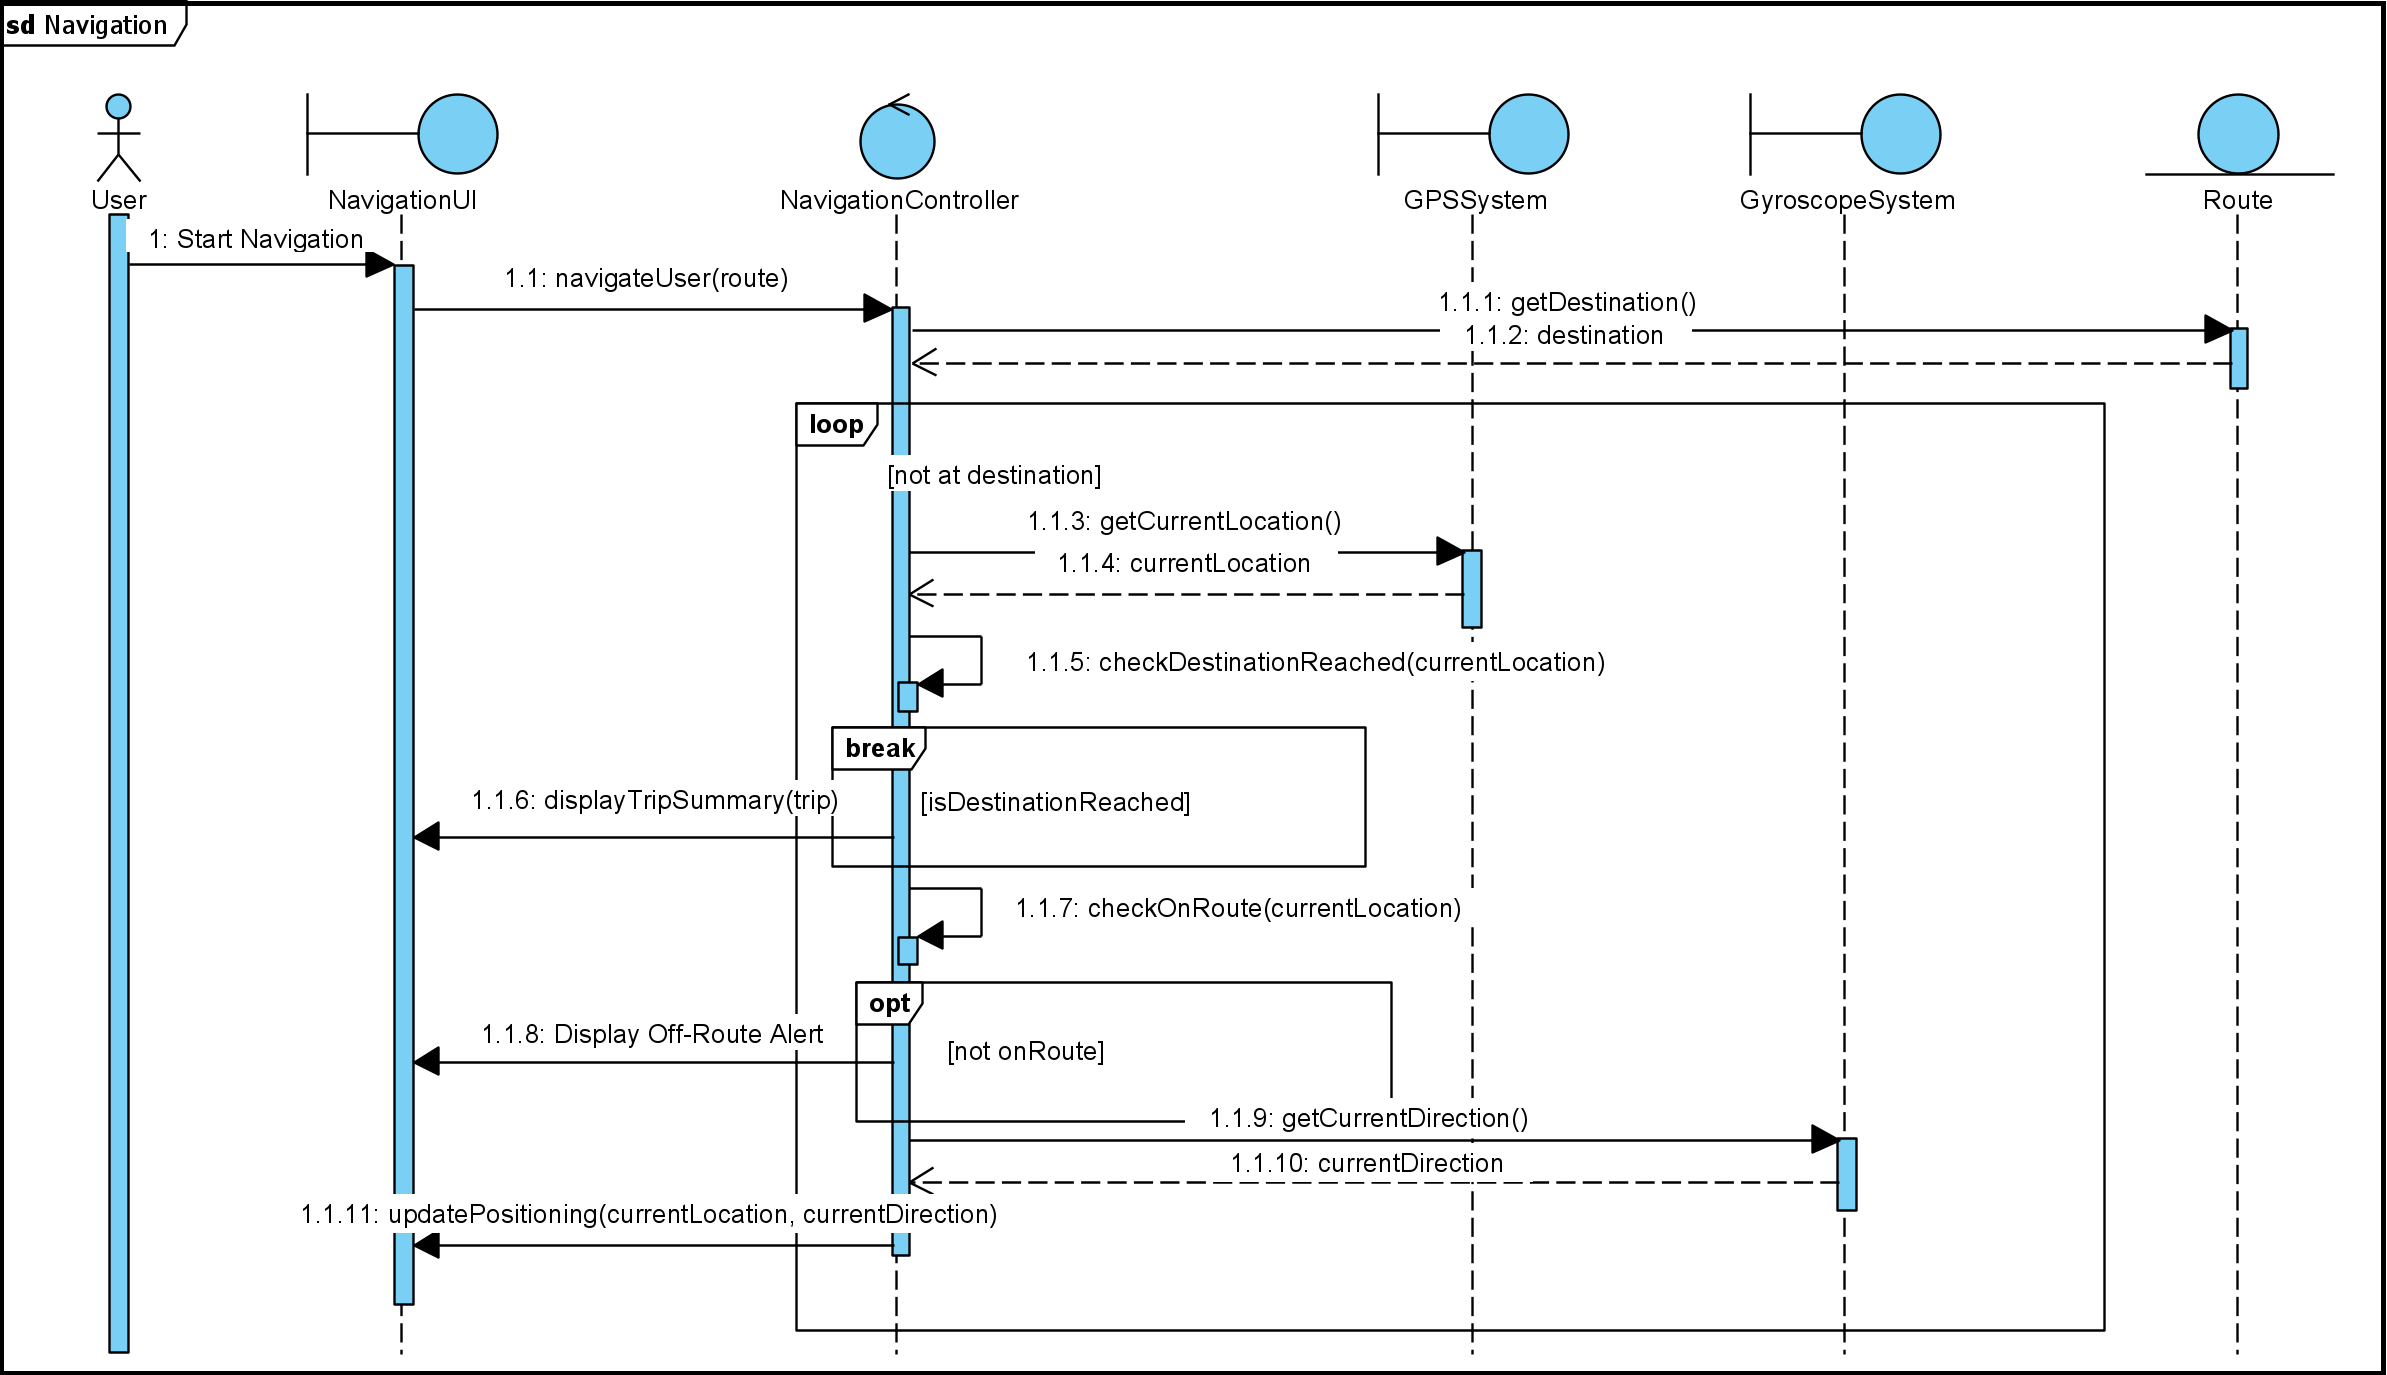 sd Navigation
User
NavigationUI
NavigationController
GPSSystem
GyroscopeSystem
Route
1: Start Navigation
1.1: navigateUser(route)
1.1.1: getDestination()
1.1.2: destination
loop
[not at destination]
1.1.3: getCurrentLocation()
1.1.4: currentLocation
1.1.5: checkDestinationReached(currentLocation)
break
1.1.6: displayTripSummary(trip)
[isDestinationReached]
1.1.7: checkOnRoute(currentLocation)
opt
1.1.8: Display Off-Route Alert
[not onRoute]
1.1.9: getCurrentDirection()
1.1.10: currentDirection
1.1.11: updatePositioning(currentLocation, currentDirection)